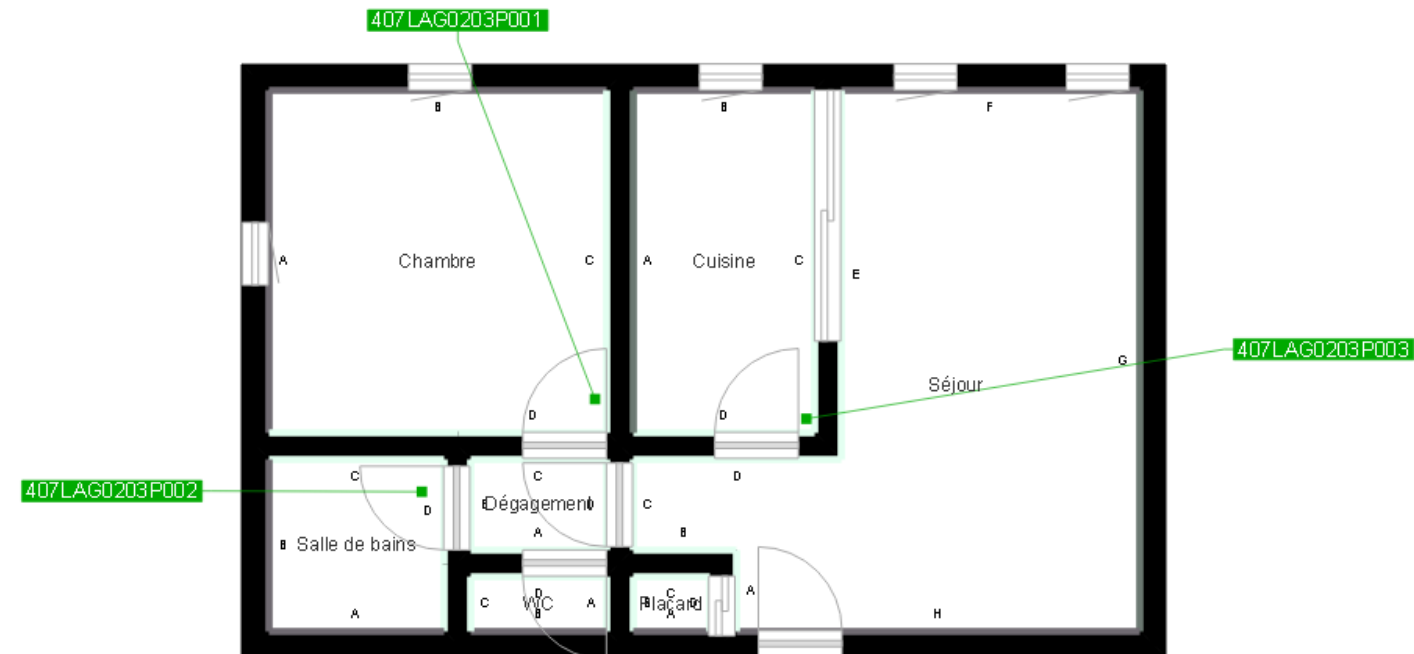 407LAG0203P001
B
B
F
A
Chambre
C
A
Cuisine
C
E
407LAG0203P003
G
Séjour
D
D
C
C
D
407LAG0203P002
D
B
Dégagement
D
C
A
B
B
Salle de bains
A
C
D
WC
B
A
B
C
Placard
D
A
A
H